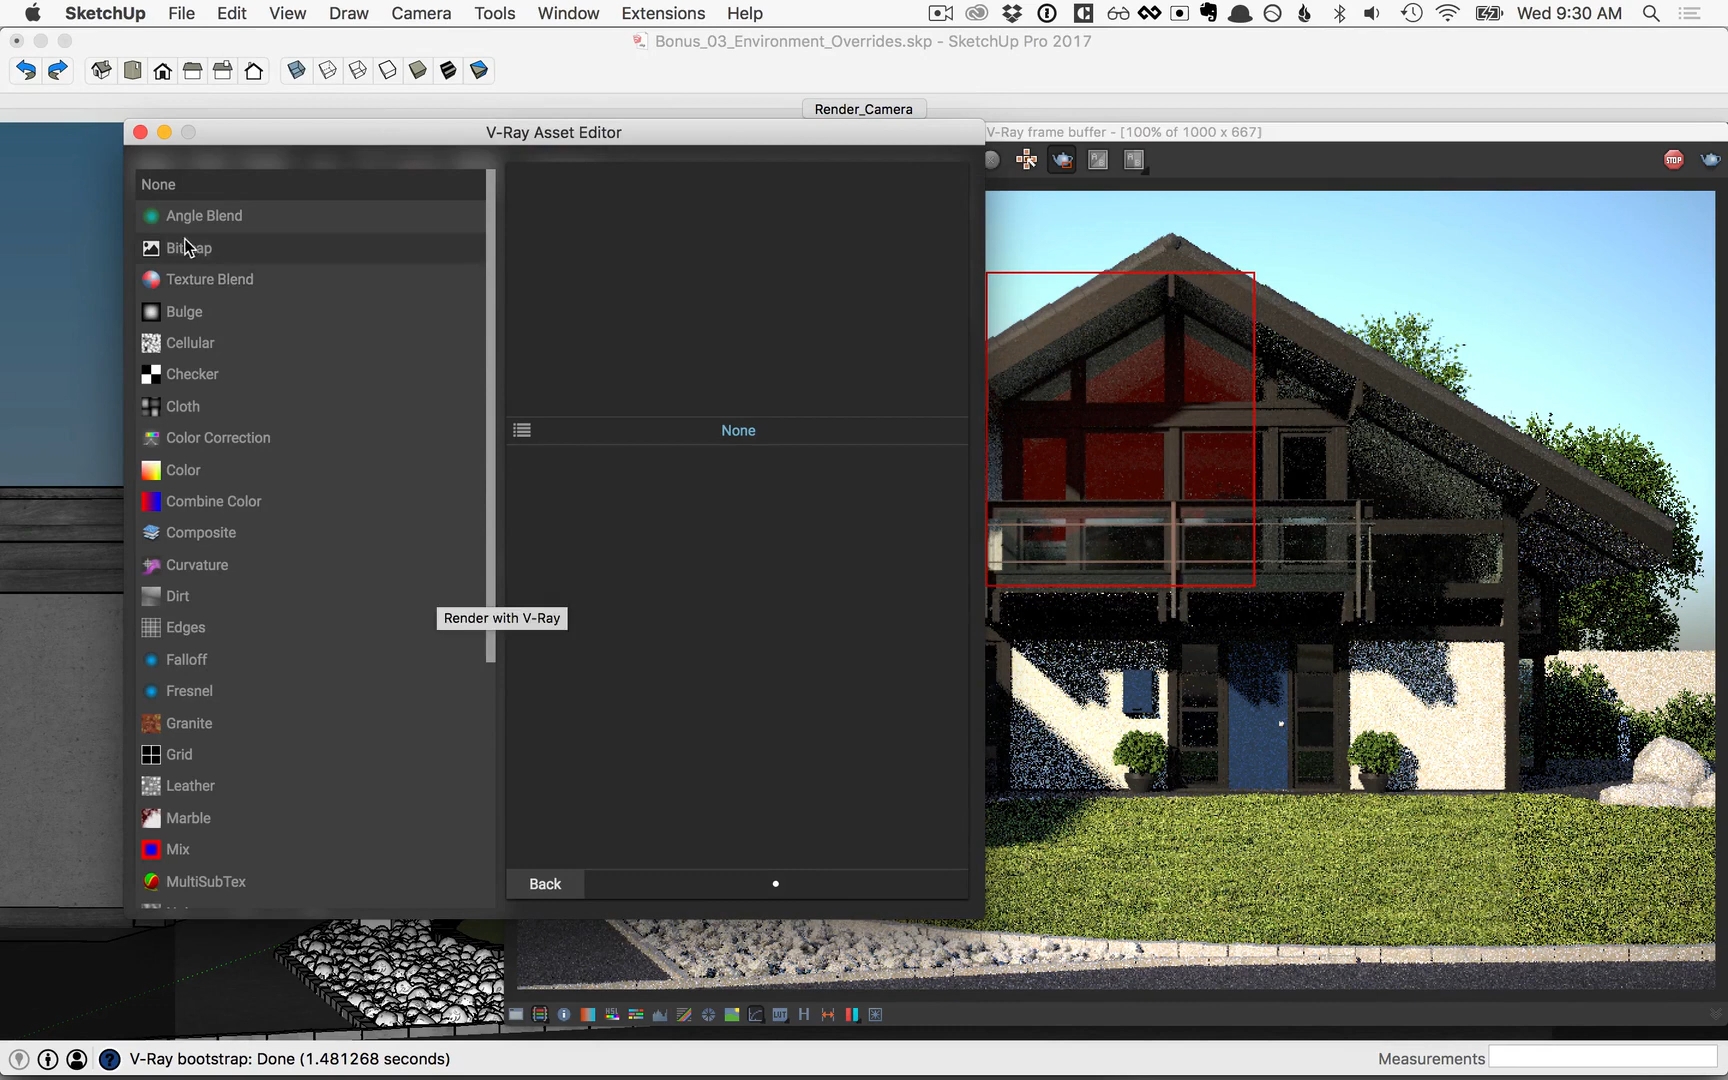 SketchUp File Edit View Draw Camera Tools Window Extensions Help Wed 9:30 AM
Bonus_03_Environment_Overrides.skp - SketchUp Pro 2017
Render_Camera
V-Ray Asset Editor
V-Ray frame buffer - [100% of 1000 x 667]
STOP
None
Angle Blend
Texture Blend
Bulge
Cellular
Checker
Cloth
Color Correction
Color
Combine Color
Composite
Curvature
Dirt
Edges
Falloff
Fresnel
Granite
Grid
Leather
Marble
Mix
MultiSubTex
Render with V-Ray
None
Back
HSL
LUT
H
V-Ray bootstrap: Done (1.481268 seconds)
Measurements